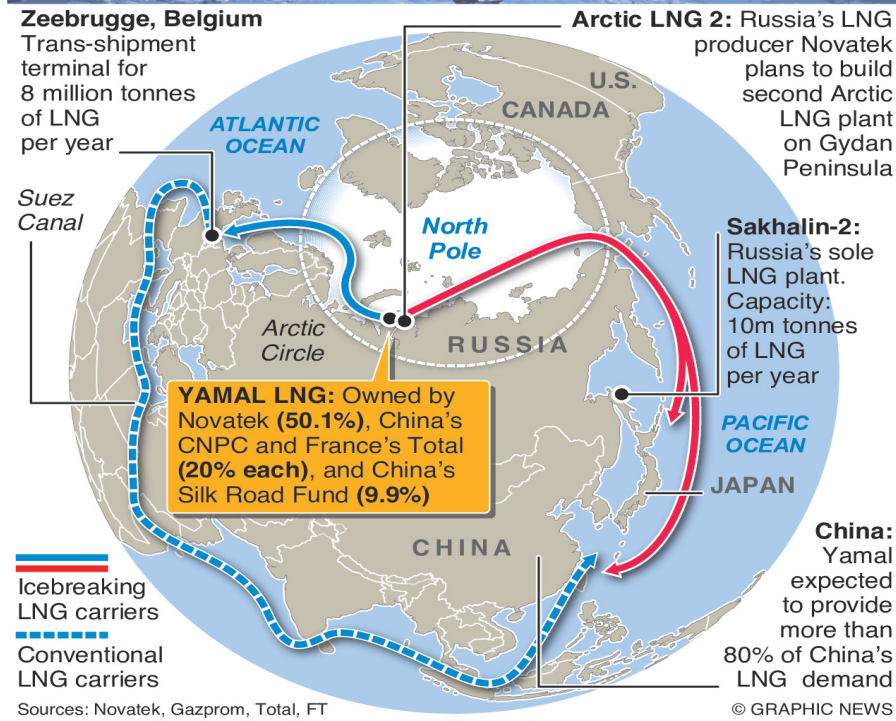 Zeebrugge, Belgium
Trans-shipment
terminal for
8 million tonnes
of LNG
per year
Arctic LNG 2: Russia's LNG
producer Novatek
plans to build
second Arctic
LNG plant
on Gydan
Peninsula
U.S.
CANADA
ATLANTIC
OCEAN
Suez
Canal
North
Pole
Sakhalin-2:
Russia's sole
LNG plant.
Capacity:
10m tonnes
of LNG
per year
Arctic
Circle
RUSSIA
YAMAL LNG: Owned by
Novatek (50.1%), China's
CNPC and France's Total
(20% each), and China's
Silk Road Fund (9.9%)
PACIFIC
OCEAN
JAPAN
CHINA
China:
Yamal
expected
to provide
more than
80% of China's
LNG demand
Icebreaking
LNG carriers
Conventional
LNG carriers
Sources: Novatek, Gazprom, Total, FT
© GRAPHIC NEWS